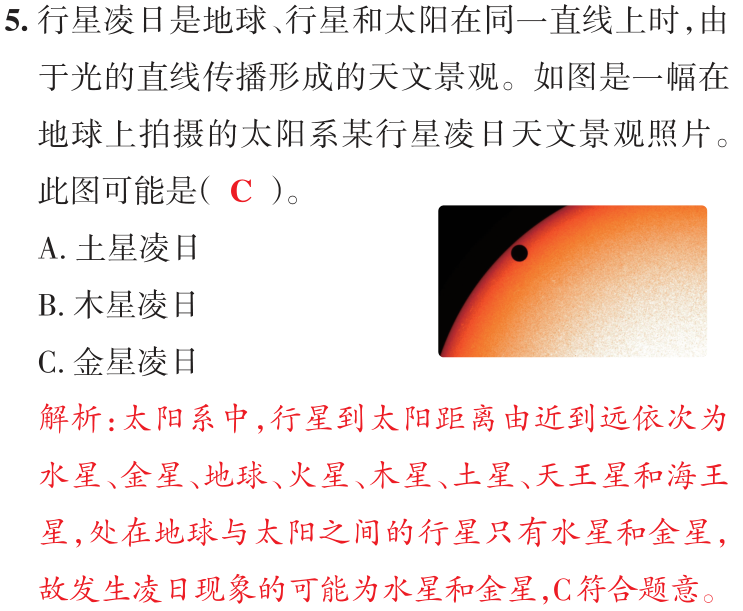 5. 行星凌日是地球、行星和太阳在同一直线上时,由
于光的直线传播形成的天文景观。如图是一幅在
地球上拍摄的太阳系某行星凌日天文景观照片。
此图可能是( C )。
A. 土星凌日
B. 木星凌日
C. 金星凌日
解析:太阳系中,行星到太阳距离由近到远依次为
水星、金星、地球、火星、木星、土星、天王星和海王
星,处在地球与太阳之间的行星只有水星和金星,
故发生凌日现象的可能为水星和金星,C符合题意。